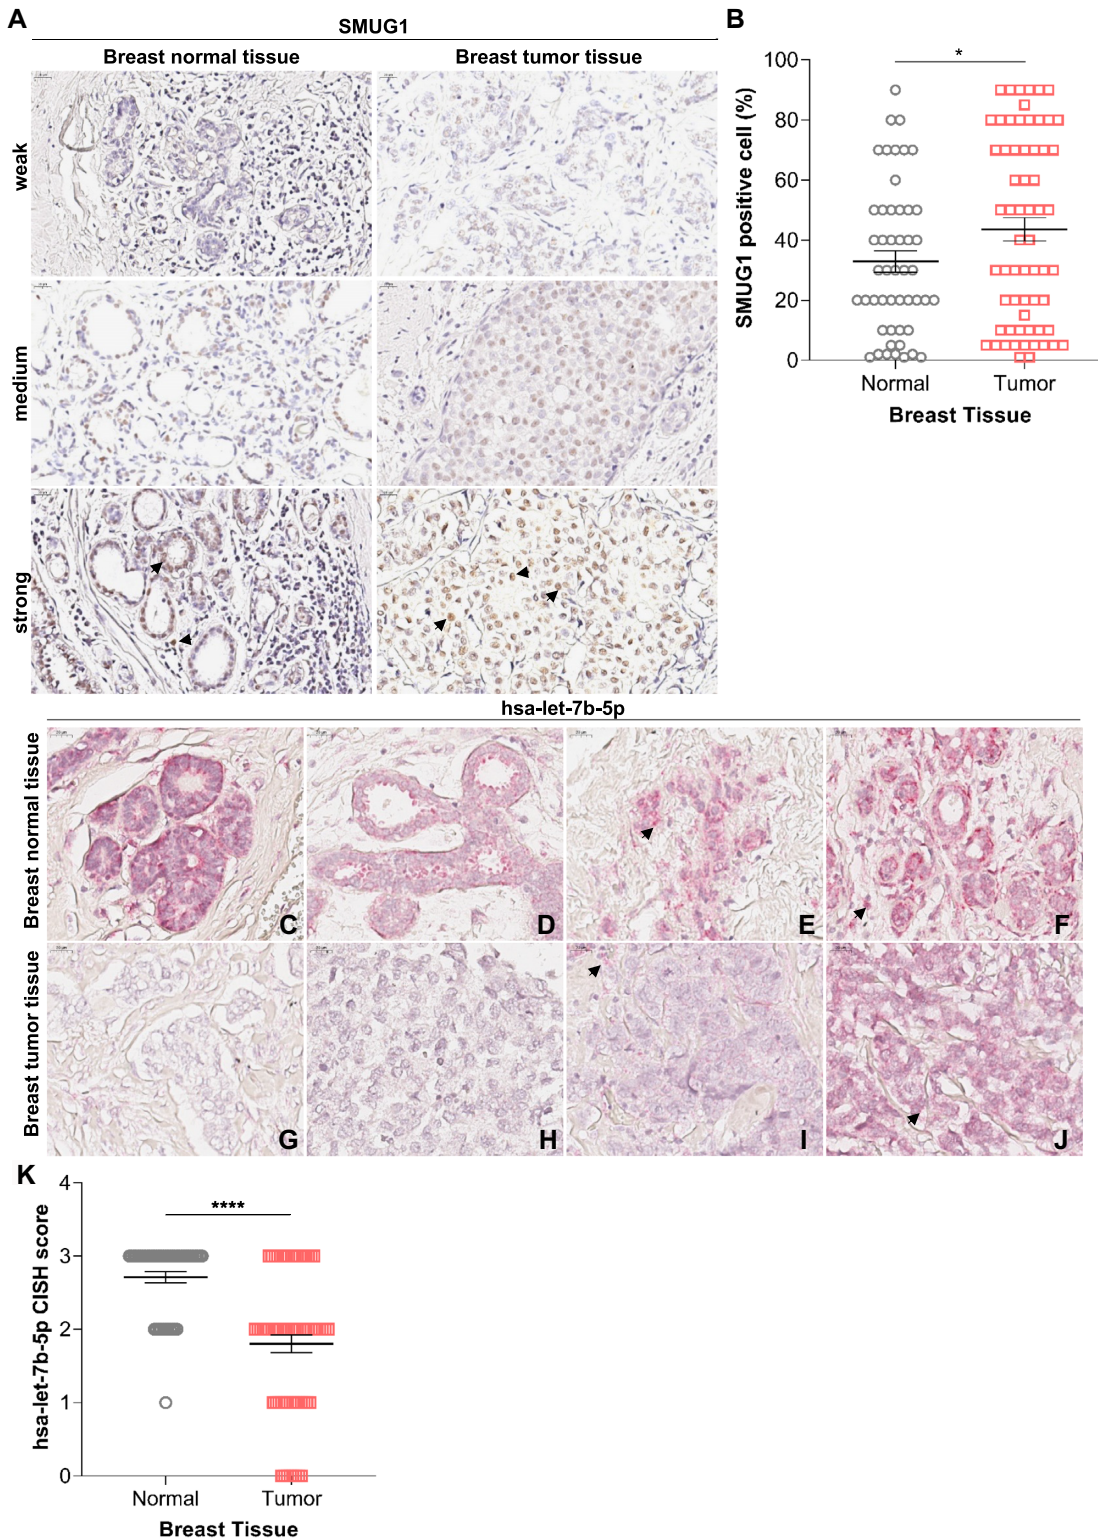 A
SMUG1
Breast normal tissue
Breast tumor tissue
weak
medium
strong
B
SMUG1 positive cell (%)
100
80
60
40
20
0
*
Normal
Tumor
Breast Tissue
hsa-let-7b-5p
Breast normal tissue
C
D
E
F
Breast tumor tissue
G
H
I
J
K
hsa-let-7b-5p CISH score
4
3
2
1
0
****
Normal
Tumor
Breast Tissue